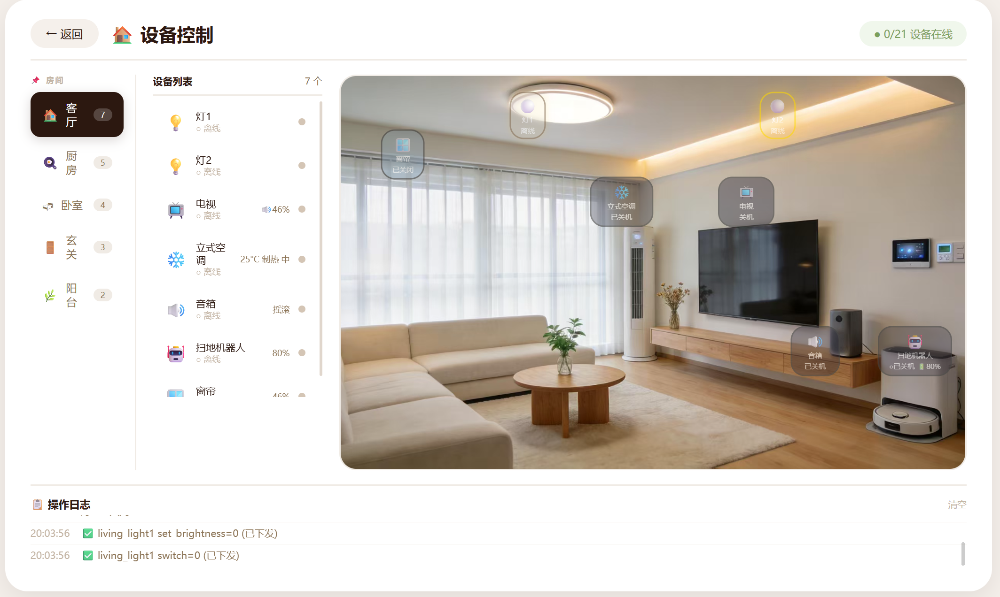 ← 返回
设备控制
● 0/21 设备在线
房间
客厅
7
厨房
5
卧室
4
玄关
3
阳台
2
设备列表
7 个
灯1
○ 离线
灯2
○ 离线
电视
○ 离线
46%
立式空调
○ 离线
25°C 制热 中
音箱
○ 离线
摇滚
扫地机器人
○ 离线
80%
窗帘
46%
灯1
离线
灯2
离线
窗帘
已关闭
立式空调
已关机
电视
关机
音箱
已关机
扫地机器人
○已关机 80%
操作日志
清空
20:03:56 living_light1 set_brightness=0 (已下发)
20:03:56 living_light1 switch=0 (已下发)